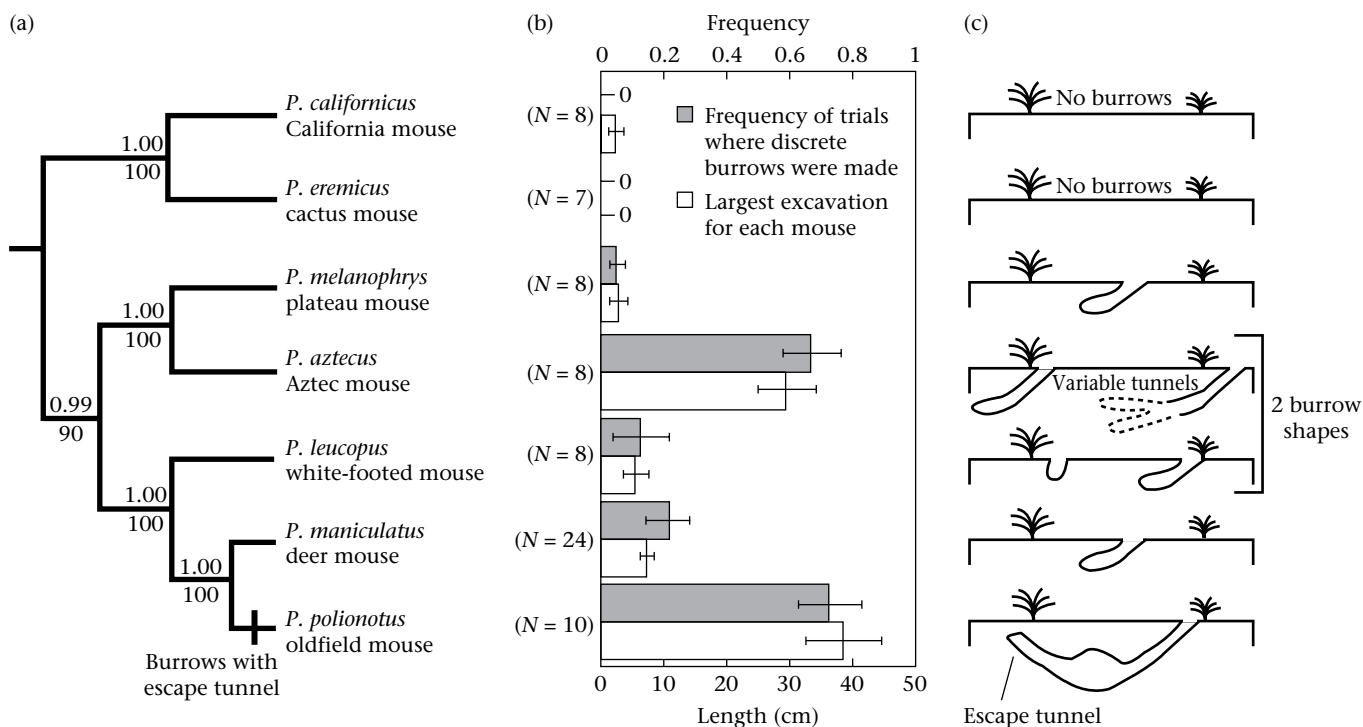 (a)
P. californicus
California mouse
1.00
100
P. eremicus
cactus mouse
P. melanophrys
plateau mouse
1.00
100
P. aztecus
Aztec mouse
0.99
90
P. leucopus
white-footed mouse
1.00
100
P. maniculatus
deer mouse
1.00
100
P. polionotus
oldfield mouse
Burrows with
escape tunnel
(b)
Frequency
0 0.2 0.4 0.6 0.8 1
(N = 8)
0
Frequency of trials
where discrete
burrows were made
(N = 7)
0
0
Largest excavation
for each mouse
(N = 8)
(N = 8)
(N = 8)
(N = 24)
(N = 10)
0 10 20 30 40 50
Length (cm)
(c)
No burrows
No burrows
Variable tunnels
2 burrow
shapes
Escape tunnel